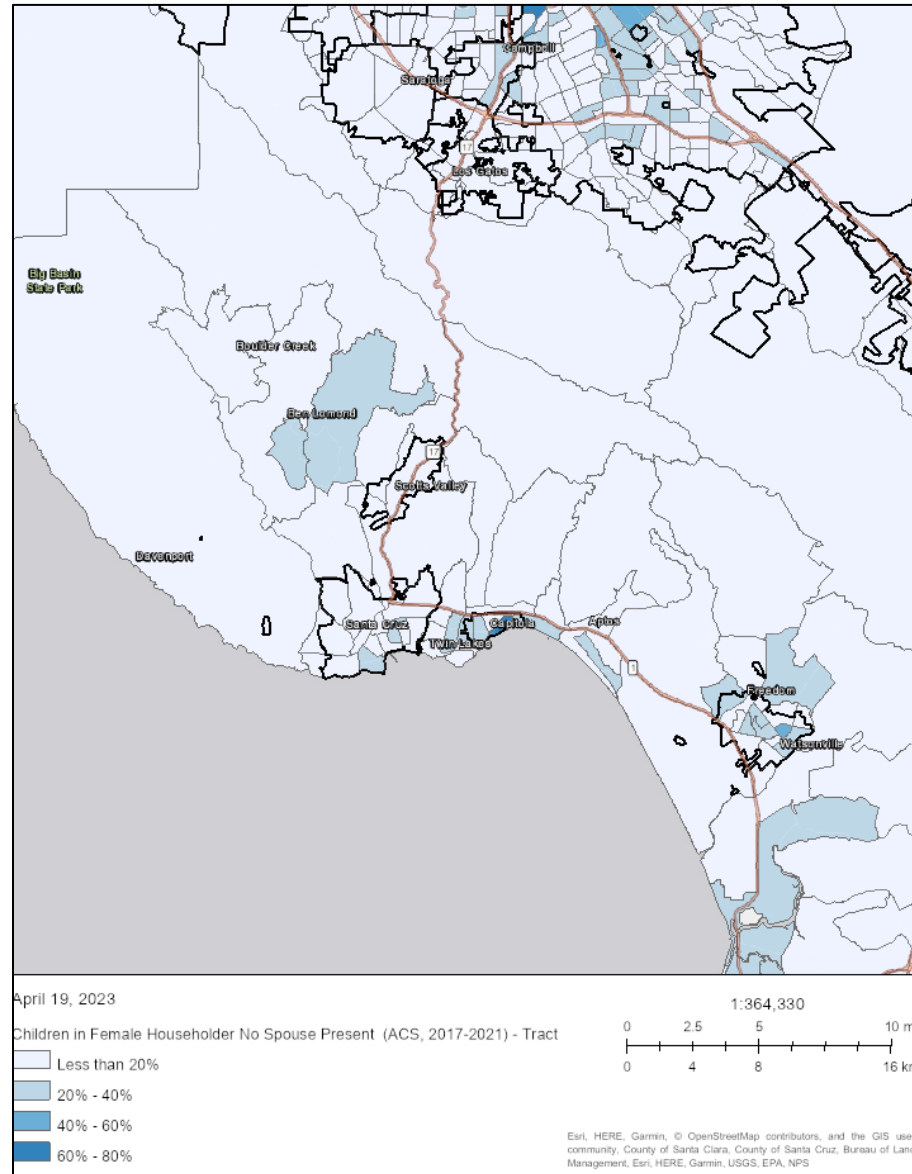 Campbell
Saratoga
17
Los Gatos
Big Basin
State Park
Boulder Creek
Ben Lomond
17
Scotts Valley
Davenport
Santa Cruz
Capitola
Aptos
Twin Lakes
1
Freedom
Watsonville
April 19, 2023
1:364,330
Children in Female Householder No Spouse Present (ACS, 2017-2021) - Tract
0 2.5 5 10 m
Less than 20%
0 4 8 16 km
20% - 40%
40% - 60%
60% - 80%
Esri, HERE, Garmin, © OpenStreetMap contributors, and the GIS use
community, County of Santa Clara, County of Santa Cruz, Bureau of Land
Management, Esri, HERE, Garmin, USGS, EPA, NPS